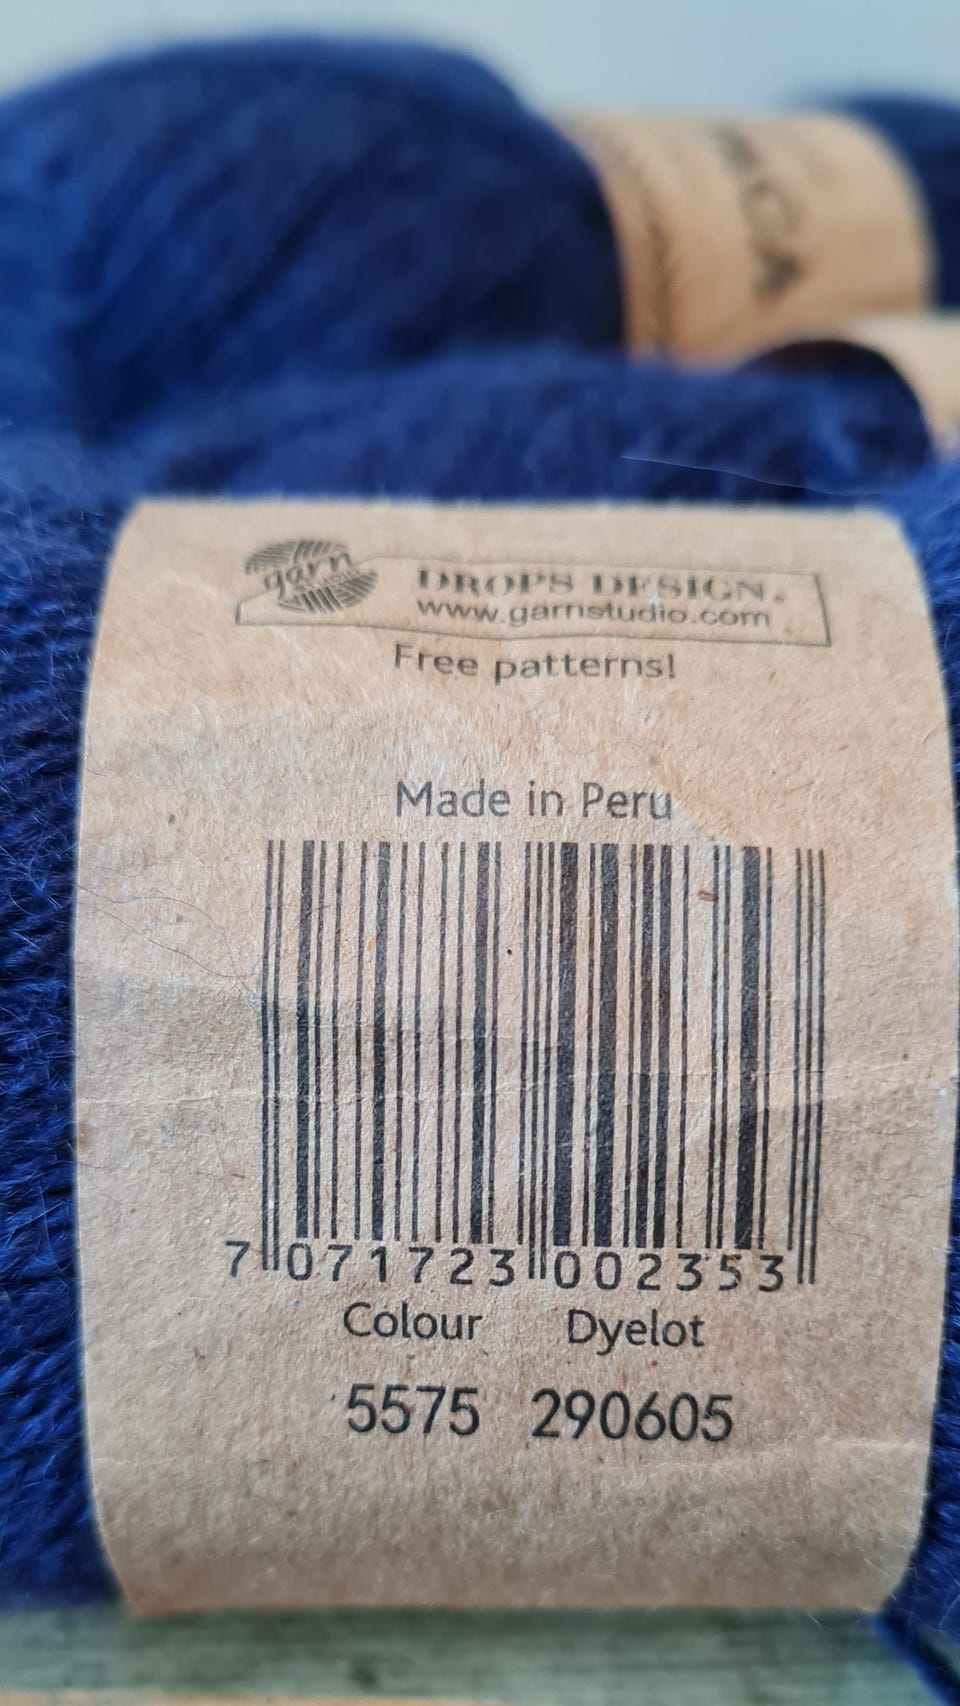 garn
DROPS DESIGN.
www.garnstudio.com
Free patterns!
Made in Peru
7 071723 002353
Colour Dyelot
5575 290605